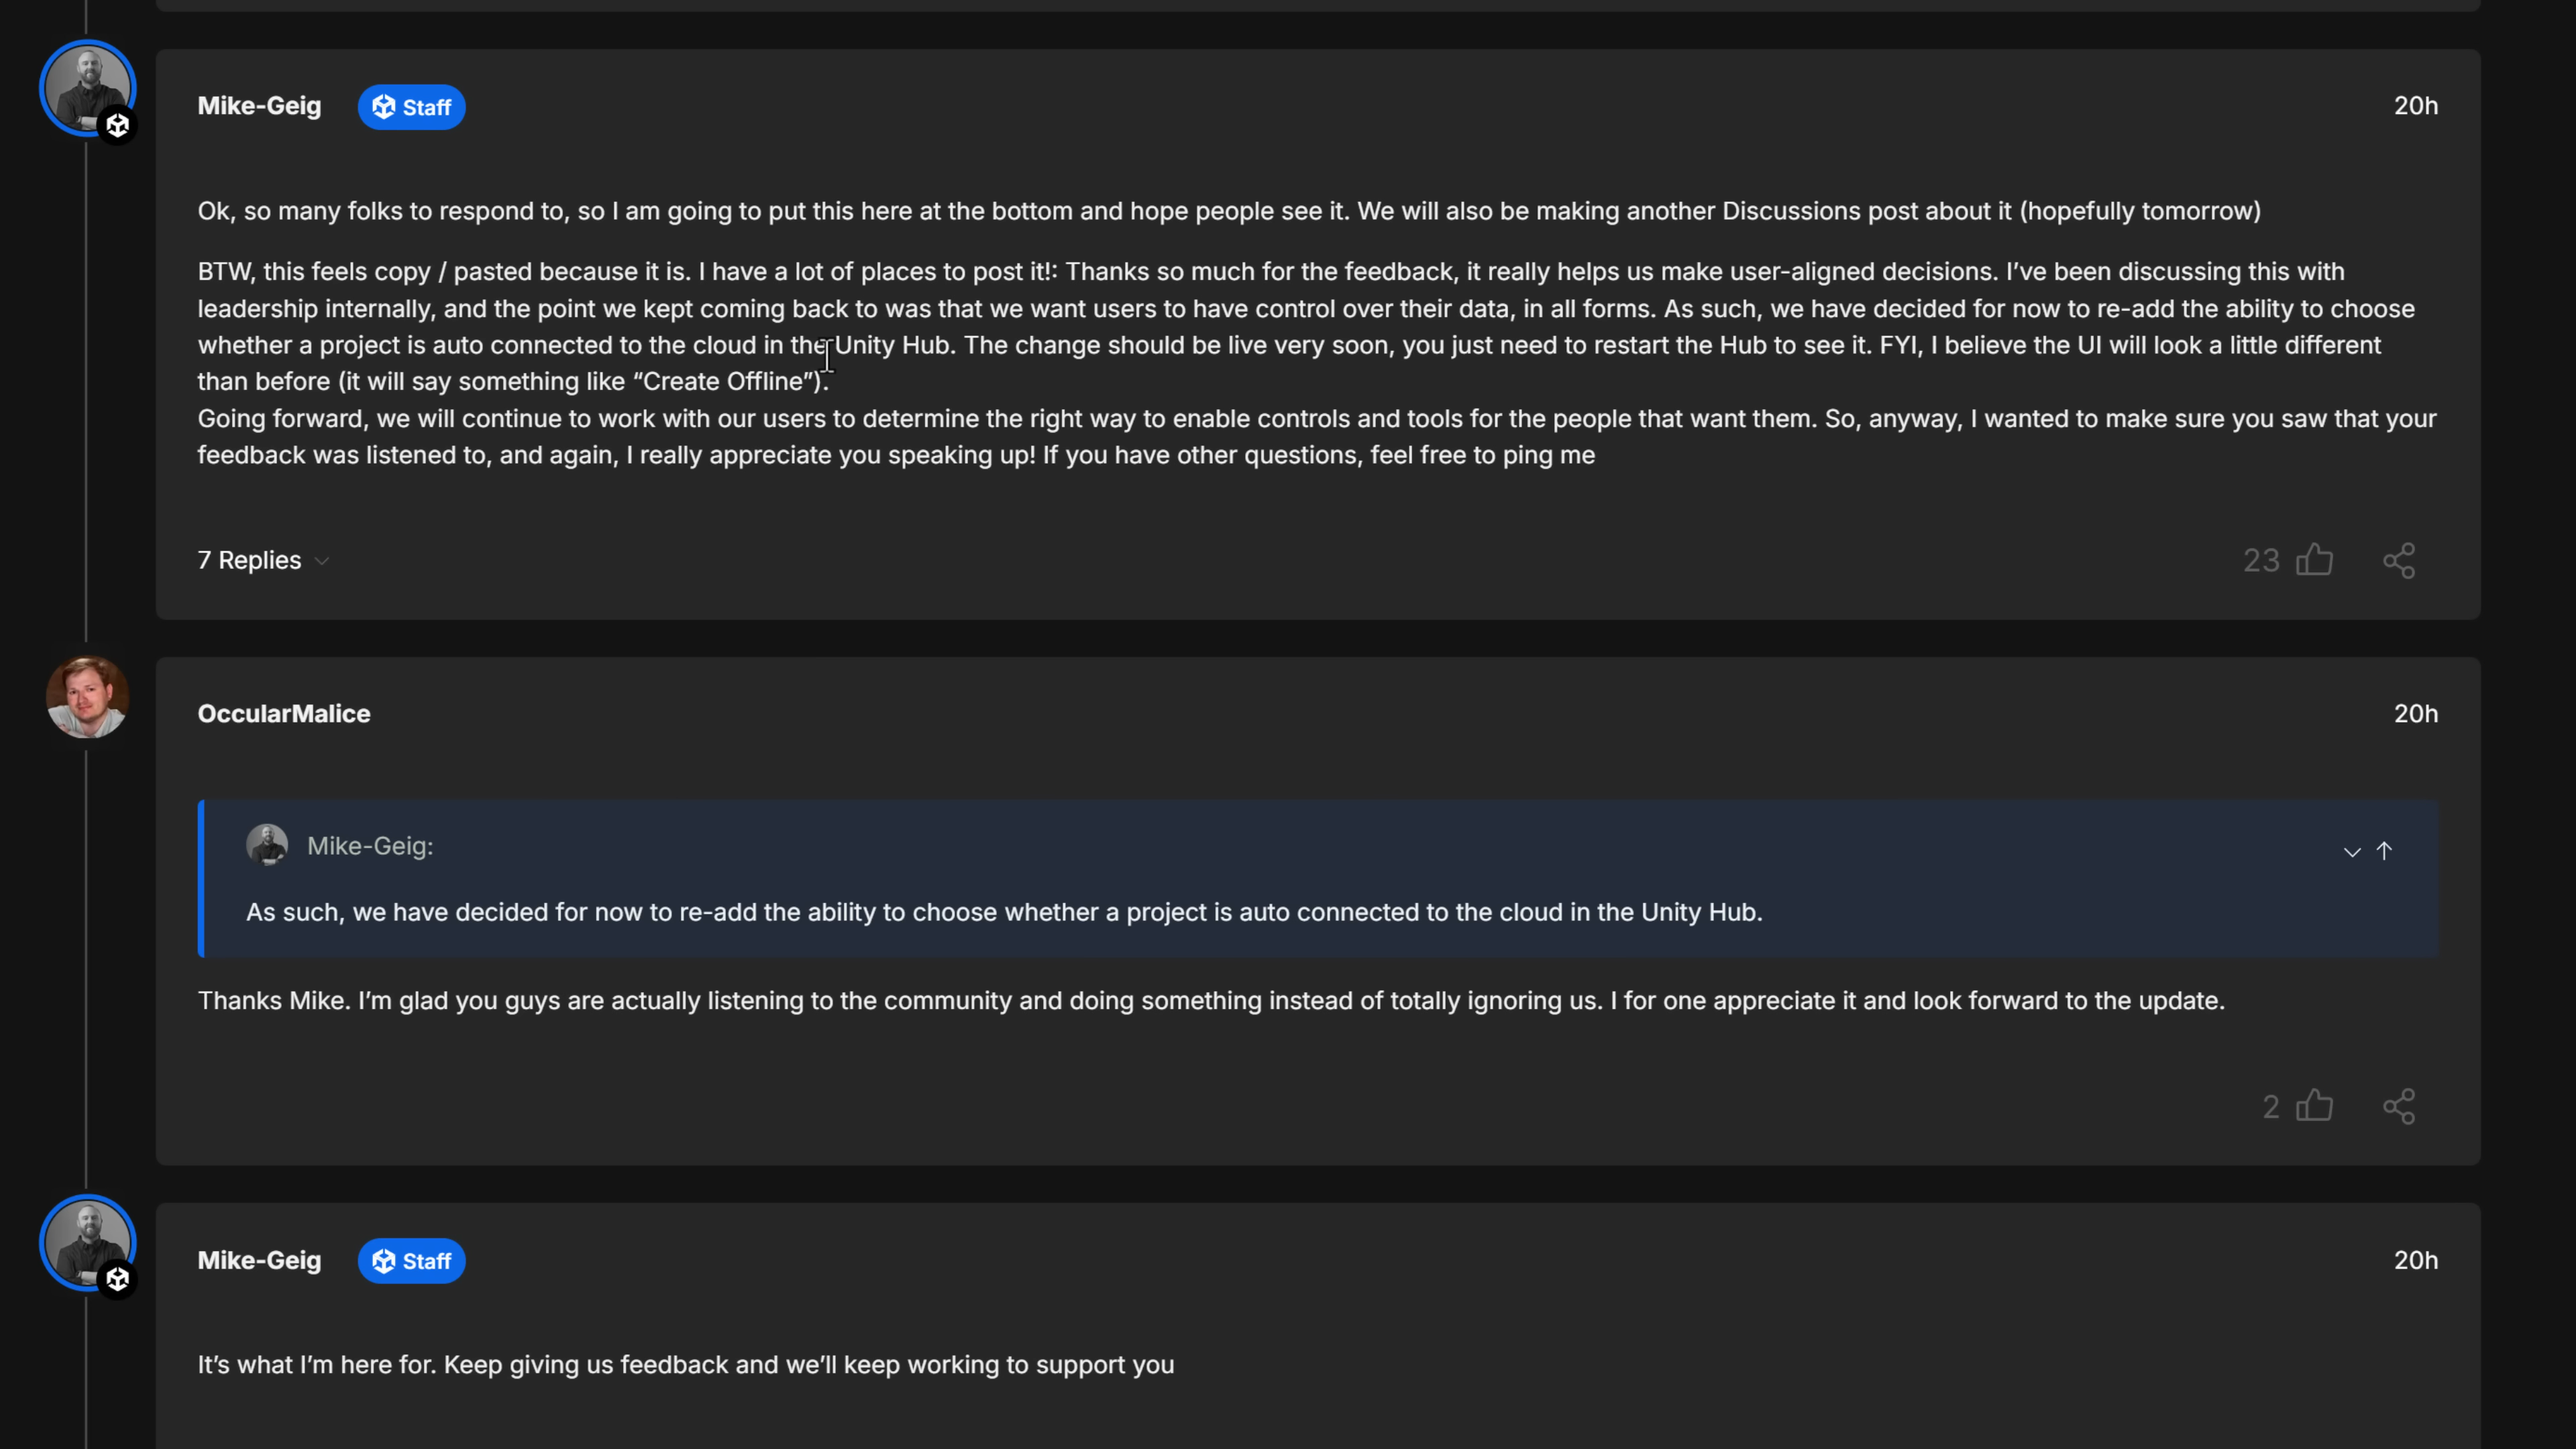 Mike-Geig Staff 20h
Ok, so many folks to respond to, so I am going to put this here at the bottom and hope people see it. We will also be making another Discussions post about it (hopefully tomorrow)
BTW, this feels copy / pasted because it is. I have a lot of places to post it!: Thanks so much for the feedback, it really helps us make user-aligned decisions. I’ve been discussing this with
leadership internally, and the point we kept coming back to was that we want users to have control over their data, in all forms. As such, we have decided for now to re-add the ability to choose
whether a project is auto connected to the cloud in the Unity Hub. The change should be live very soon, you just need to restart the Hub to see it. FYI, I believe the UI will look a little different
than before (it will say something like “Create Offline”).
Going forward, we will continue to work with our users to determine the right way to enable controls and tools for the people that want them. So, anyway, I wanted to make sure you saw that your
feedback was listened to, and again, I really appreciate you speaking up! If you have other questions, feel free to ping me
7 Replies 23
OccularMalice 20h
Mike-Geig:
As such, we have decided for now to re-add the ability to choose whether a project is auto connected to the cloud in the Unity Hub.
Thanks Mike. I’m glad you guys are actually listening to the community and doing something instead of totally ignoring us. I for one appreciate it and look forward to the update.
2
Mike-Geig Staff 20h
It’s what I’m here for. Keep giving us feedback and we’ll keep working to support you